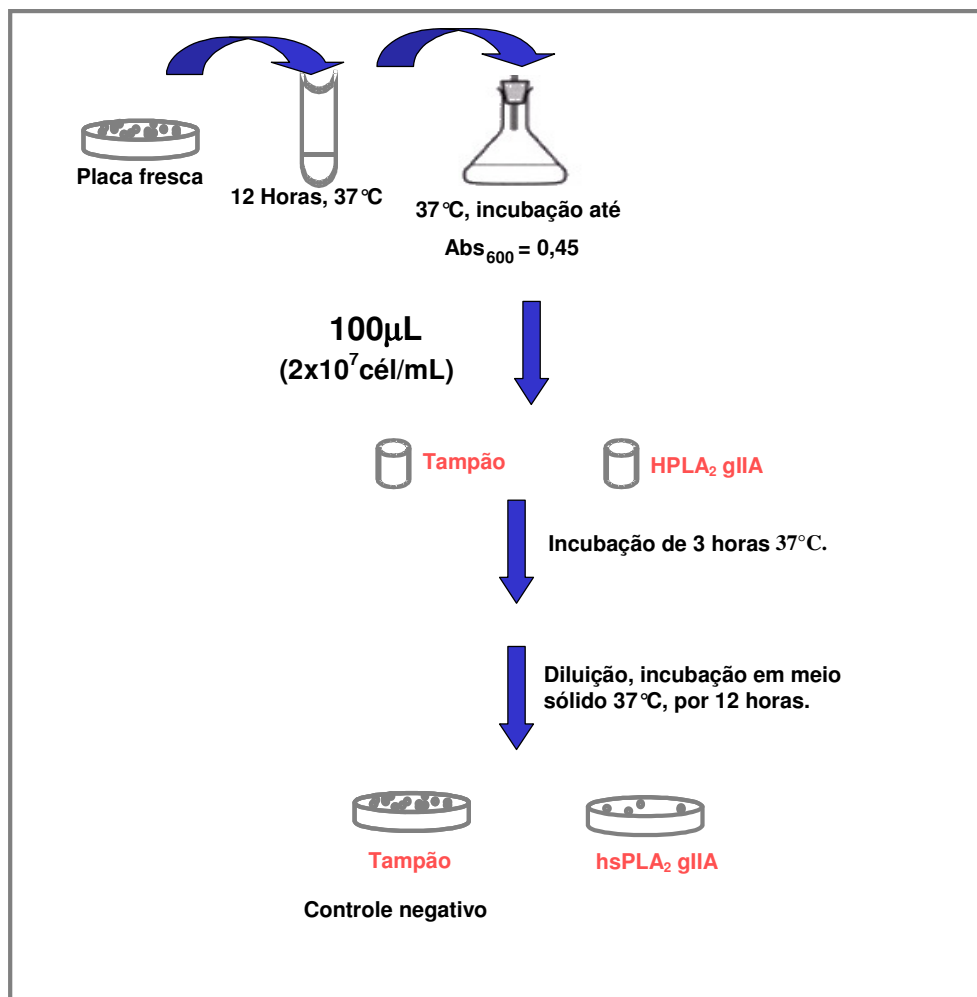 Placa fresca
12 Horas, 37°C
37°C, incubação até
Abs₆₀₀ = 0,45
100µL
(2x10⁷cél/mL)
Tampão
HPLA₂ gIIA
Incubação de 3 horas 37°C.
Diluição, incubação em meio
sólido 37°C, por 12 horas.
Tampão
hsPLA₂ gIIA
Controle negativo